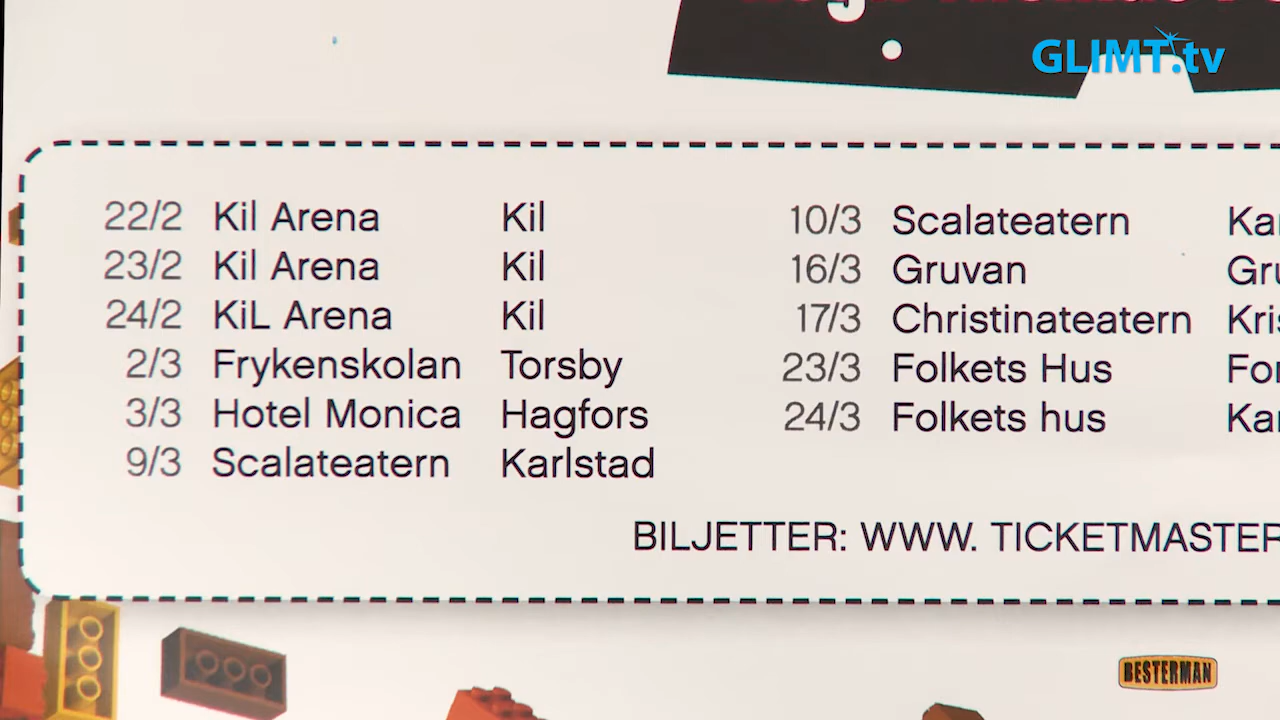 GLIMT.tv
22/2 Kil Arena Kil
23/2 Kil Arena Kil
24/2 KiL Arena Kil
2/3 Frykenskolan Torsby
3/3 Hotel Monica Hagfors
9/3 Scalateatern Karlstad
10/3 Scalateatern
16/3 Gruvan
17/3 Christinateatern
23/3 Folkets Hus
24/3 Folkets hus
BILJETTER: WWW. TICKETMASTER
BESTERMAN